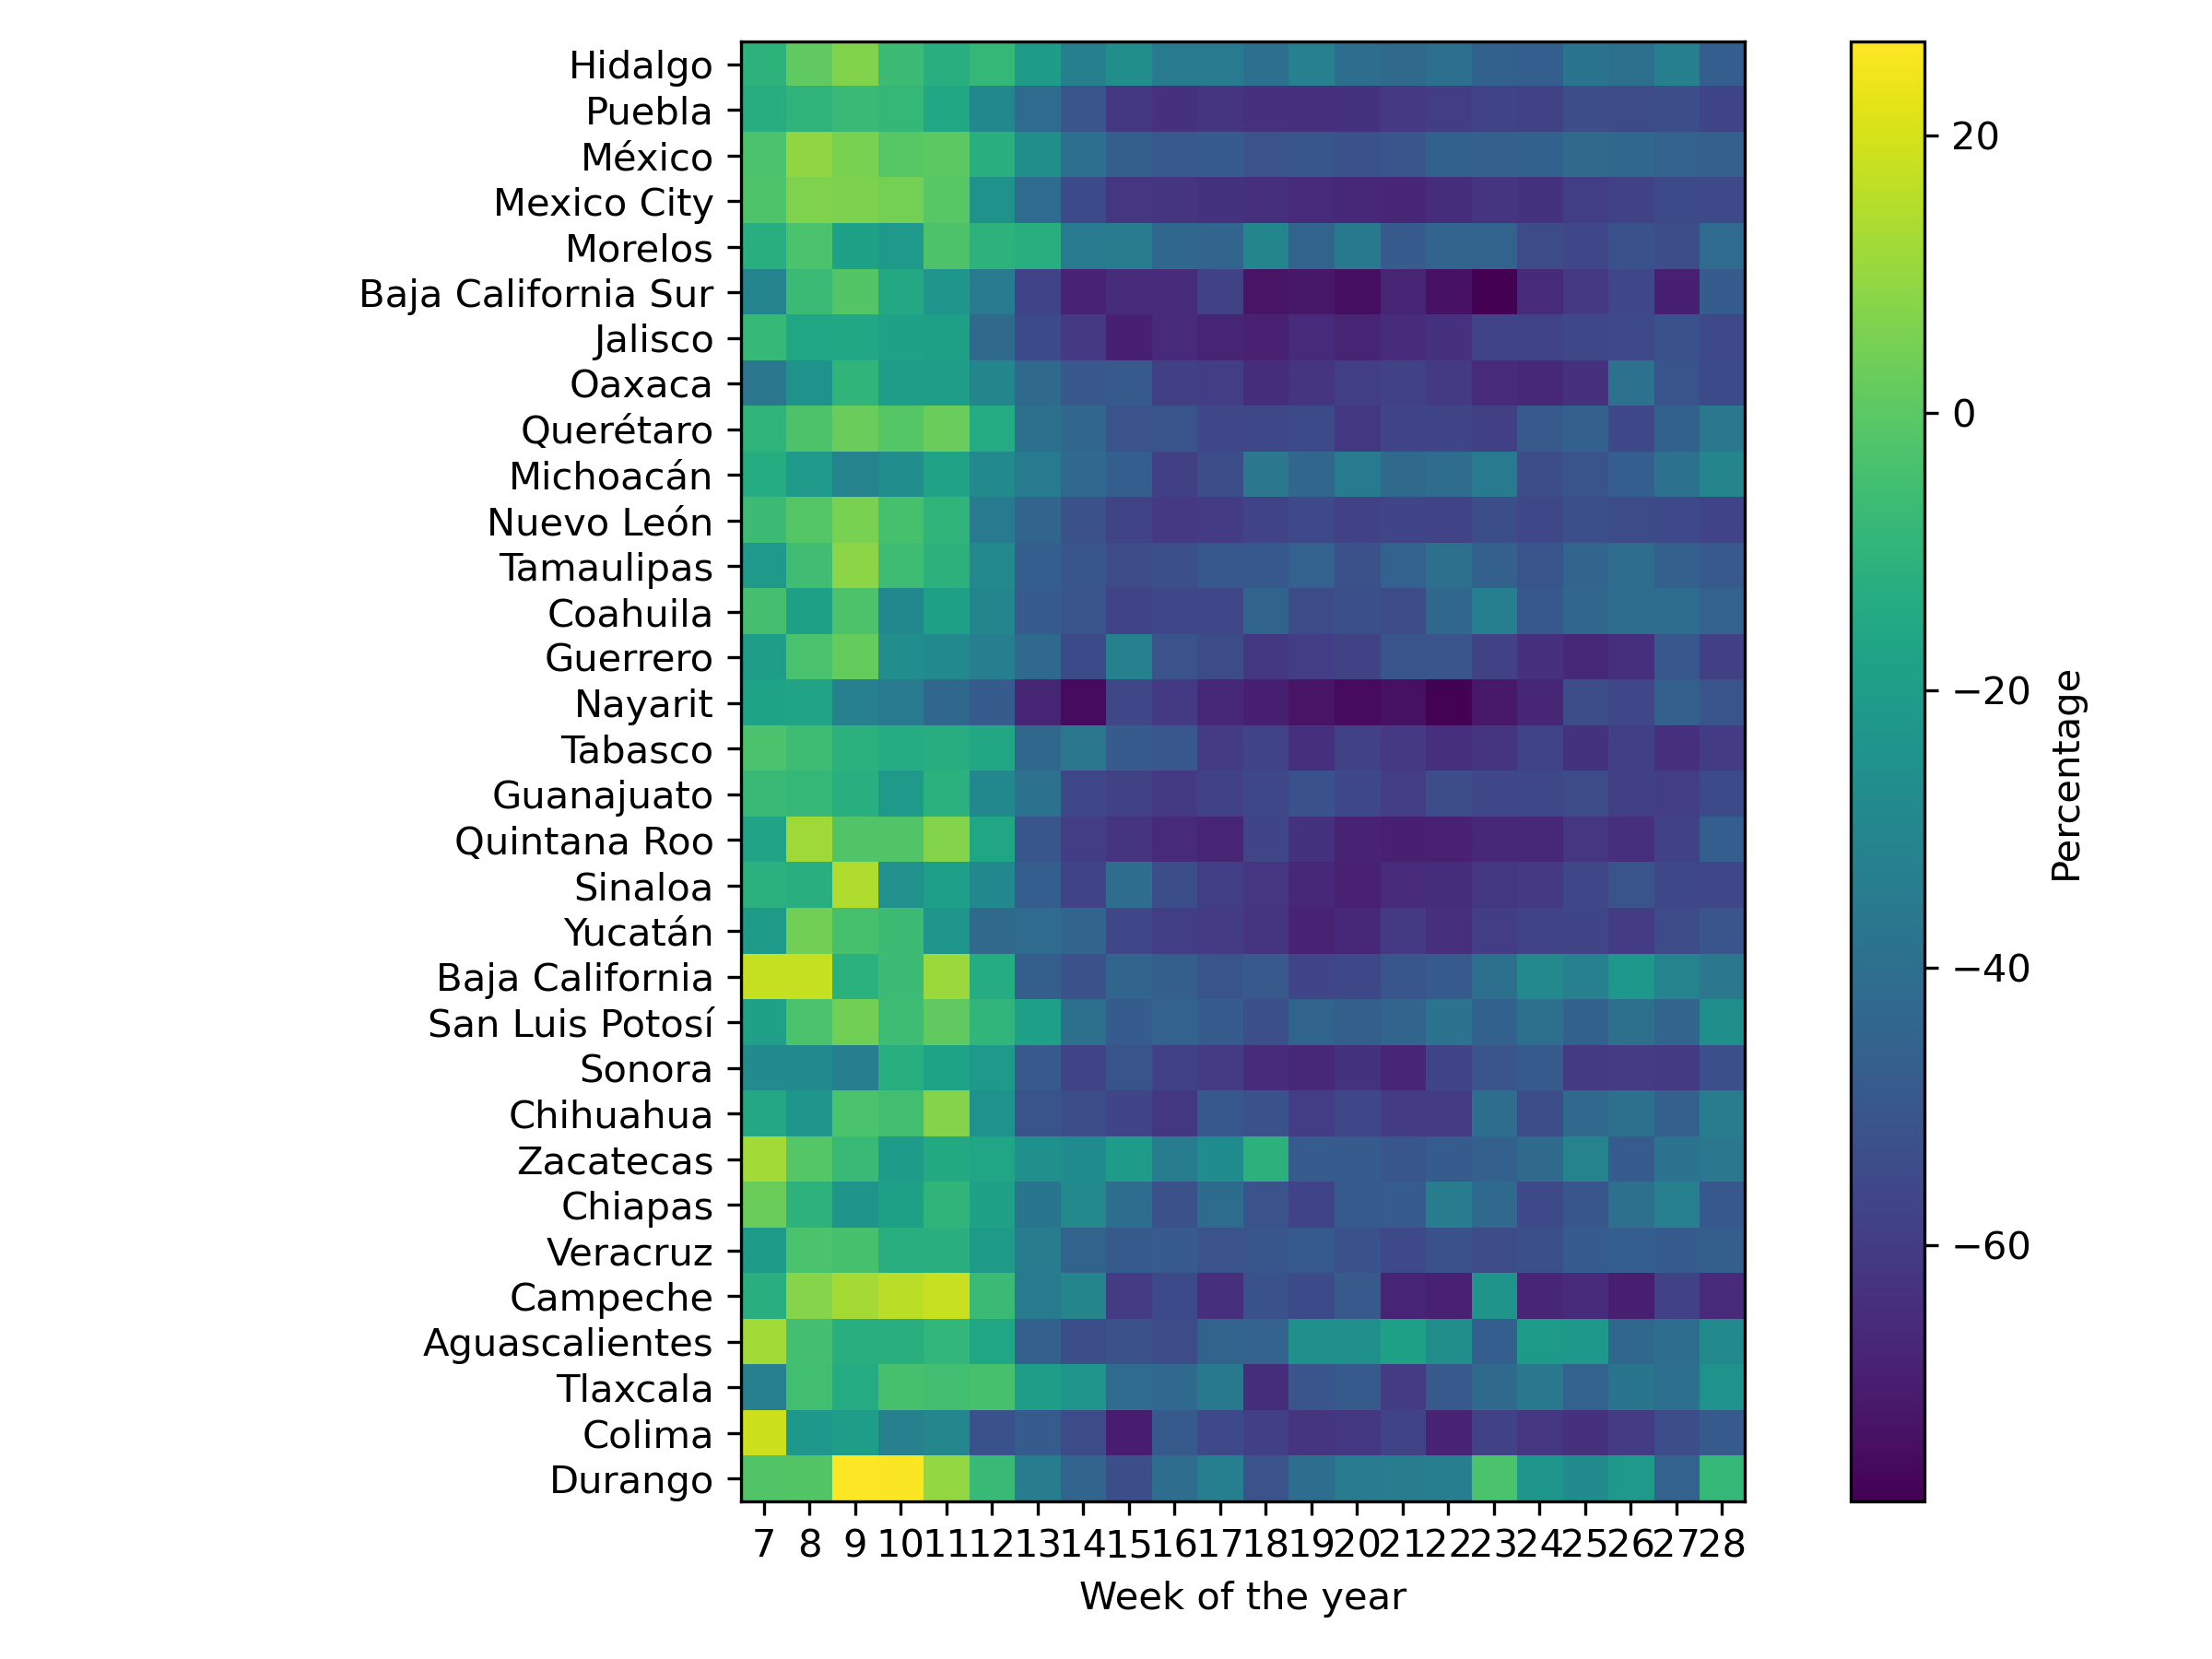 Hidalgo
Puebla
México
Mexico City
Morelos
Baja California Sur
Jalisco
Oaxaca
Querétaro
Michoacán
Nuevo León
Tamaulipas
Coahuila
Guerrero
Nayarit
Tabasco
Guanajuato
Quintana Roo
Sinaloa
Yucatán
Baja California
San Luis Potosí
Sonora
Chihuahua
Zacatecas
Chiapas
Veracruz
Campeche
Aguascalientes
Tlaxcala
Colima
Durango
7 8 9 10 11 12 13 14 15 16 17 18 19 20 21 22 23 24 25 26 27 28
Week of the year
20
0
−20
−40
−60
Percentage